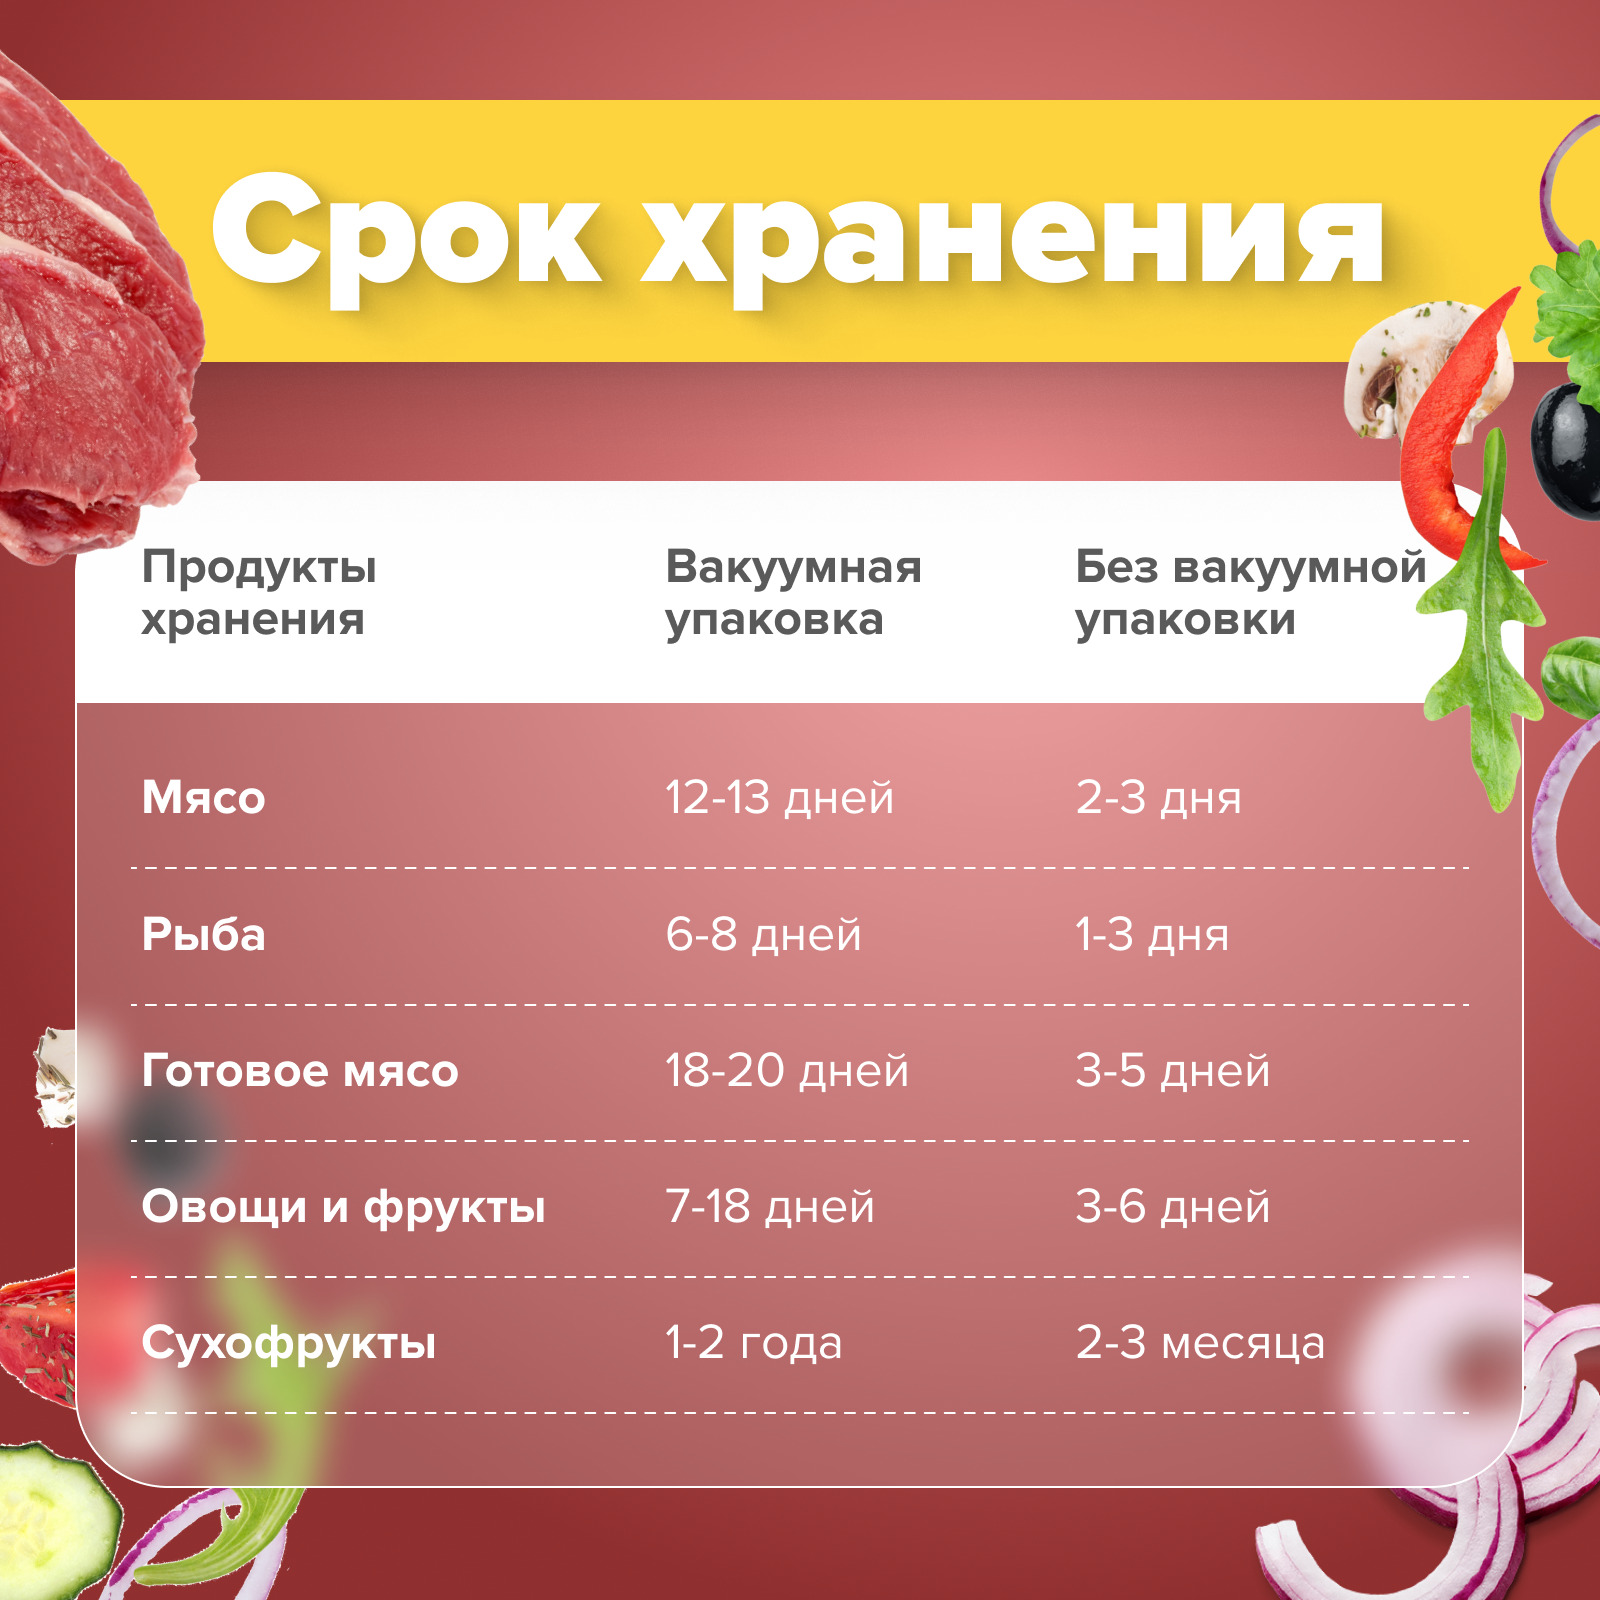 Срок хранения
Продукты хранения
Вакуумная упаковка
Без вакуумной упаковки
Мясо 12-13 дней 2-3 дня
Рыба 6-8 дней 1-3 дня
Готовое мясо 18-20 дней 3-5 дней
Овощи и фрукты 7-18 дней 3-6 дней
Сухофрукты 1-2 года 2-3 месяца